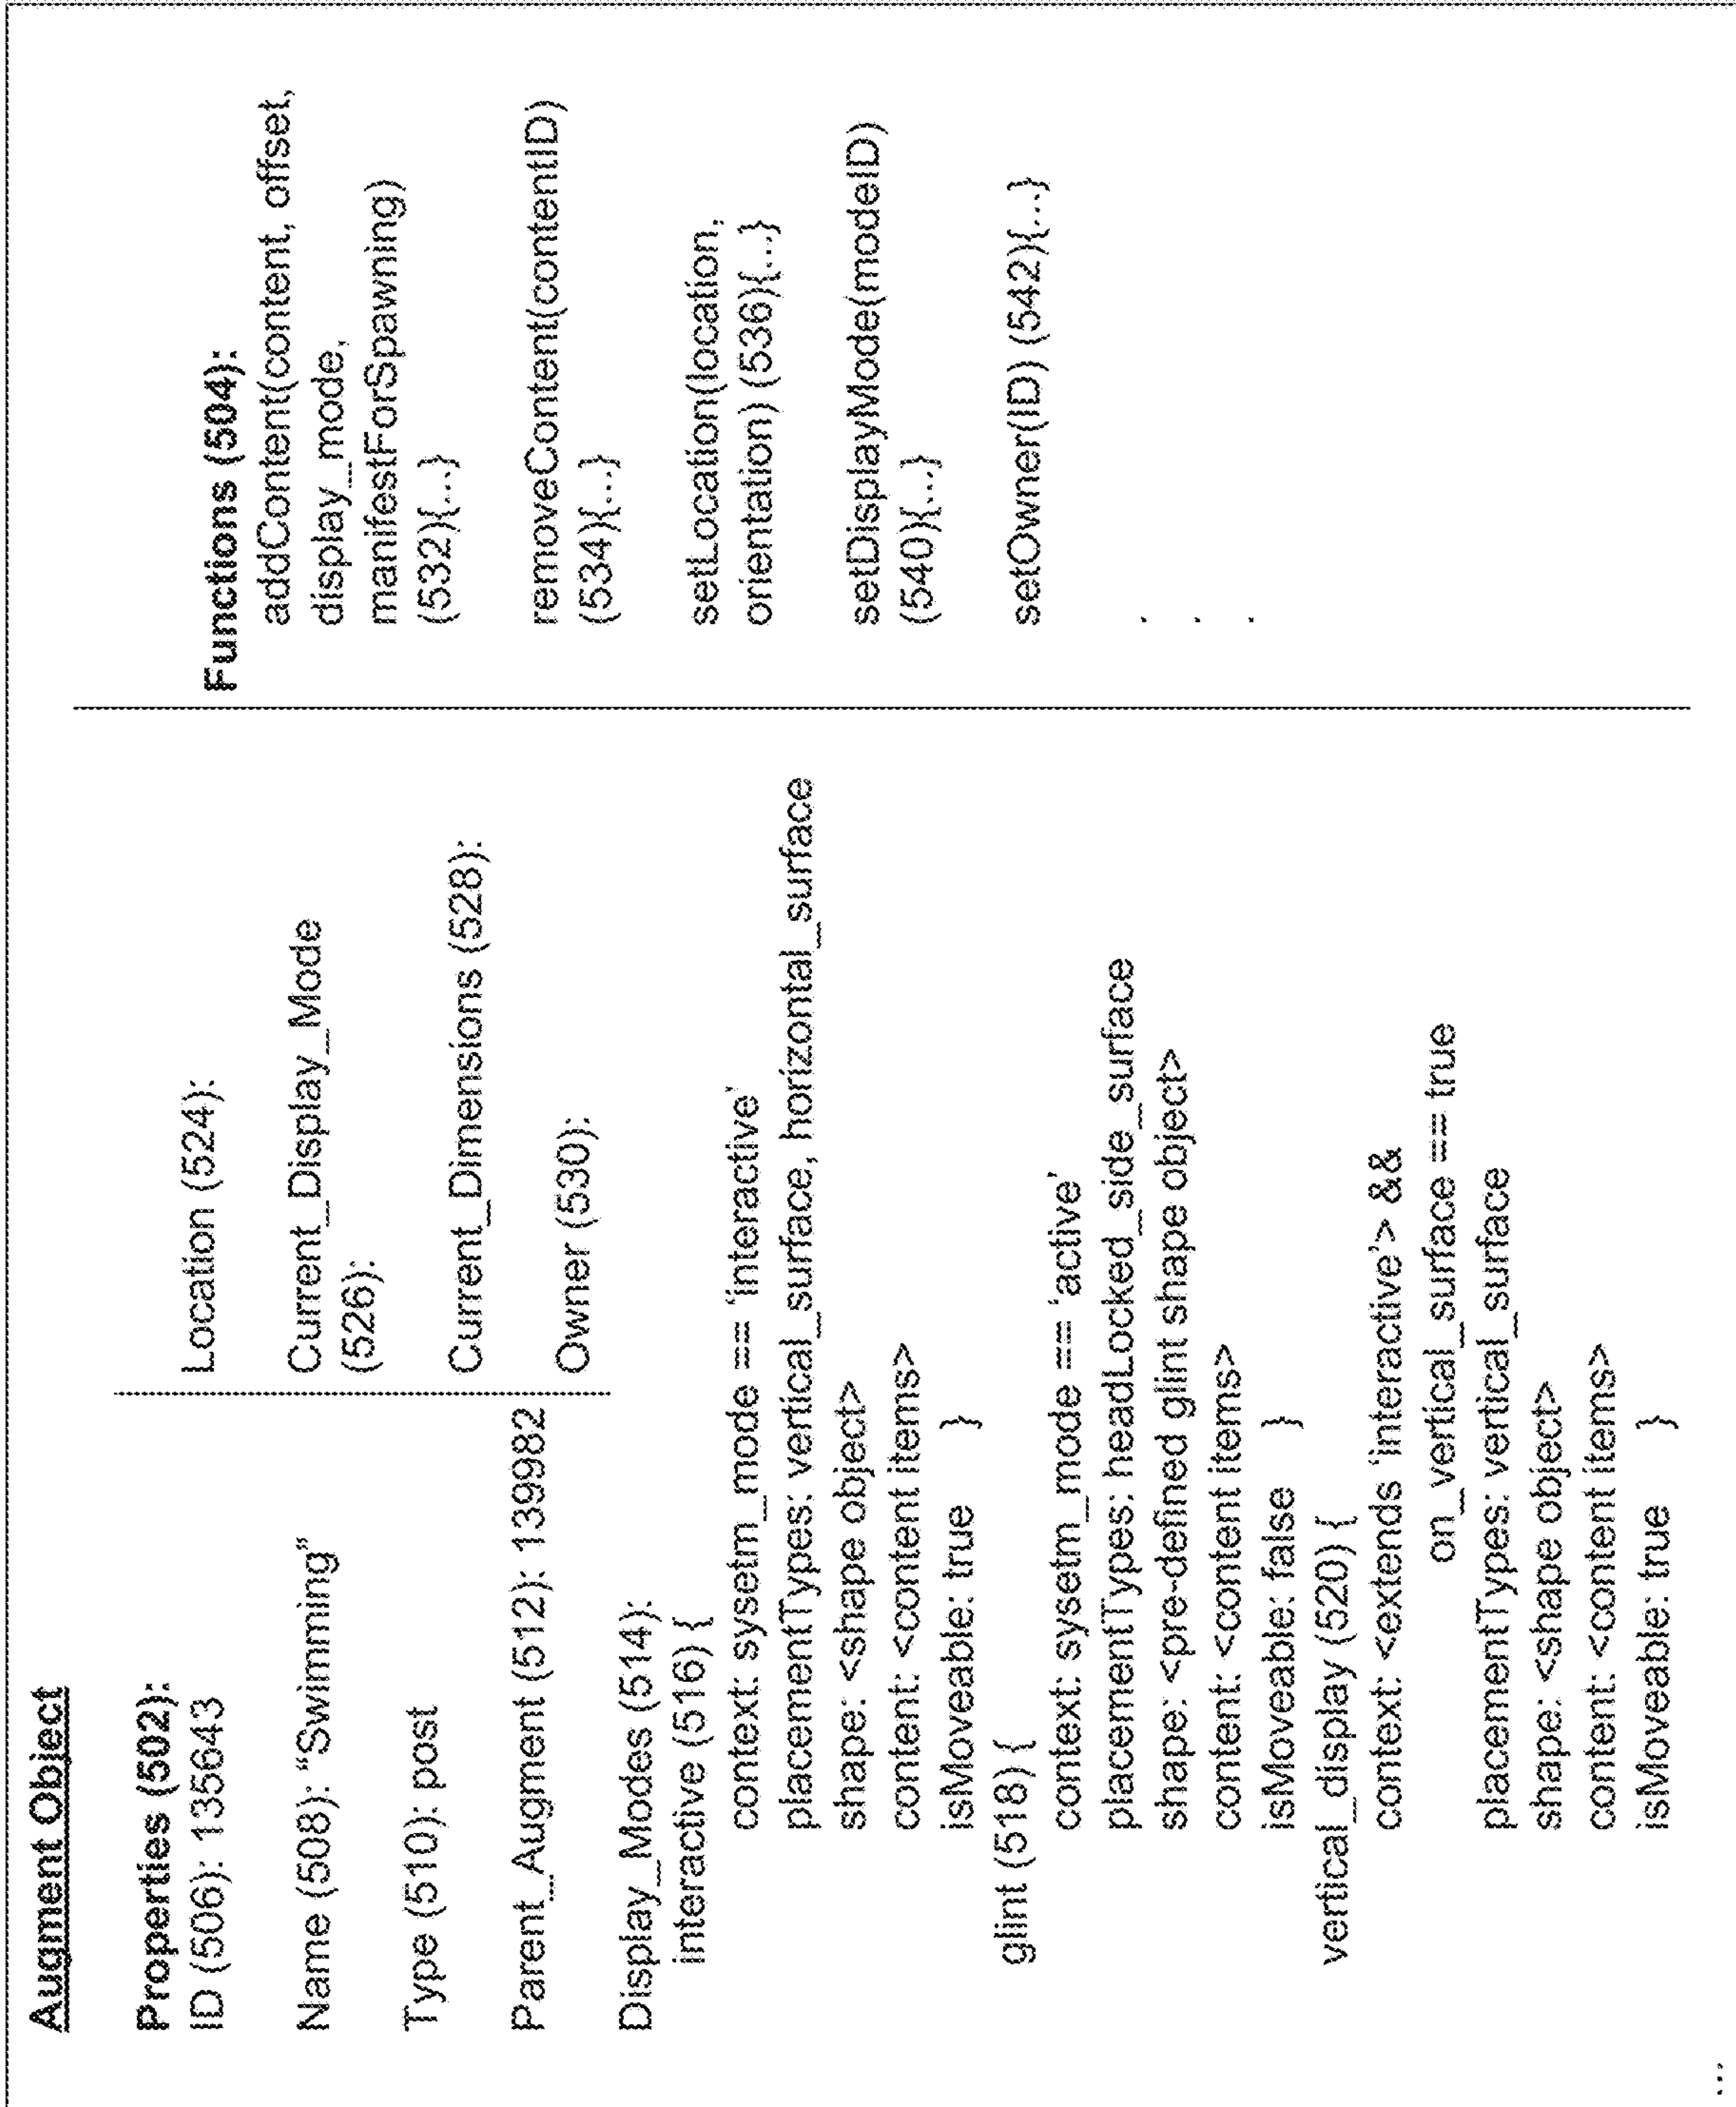 Augment Object
Properties (502):
ID (506): 135643
Name (508): “Swimming”
Type (510): post
Parent_Augment (512): 139982
Location (524):
Current_Display_Mode
(526):
Current_Dimensions (528):
Owner (530):
Display_Modes (514):
interactive (516) {
context: sysetm_mode == ‘interactive’
placementTypes: vertical_surface, horizontal_surface
shape: <shape object>
content: <content items>
isMoveable: true }
glint (518) {
context: sysetm_mode == ‘active’
placementTypes: headLocked_side_surface
shape: <pre-defined glint shape object>
content: <content items>
isMoveable: false }
vertical_display (520) {
context: <extends ‘interactive’> &&
on_vertical_surface == true
placementTypes: vertical_surface
shape: <shape object>
content: <content items>
isMoveable: true }
...
Functions (504):
addContent(content, offset,
display_mode,
manifestForSpawning)
(532){...}
removeContent(contentID)
(534){...}
setLocation(location,
orientation) (536){...}
setDisplayMode(modeID)
(540){...}
setOwner(ID) (542){...}
.
.
.